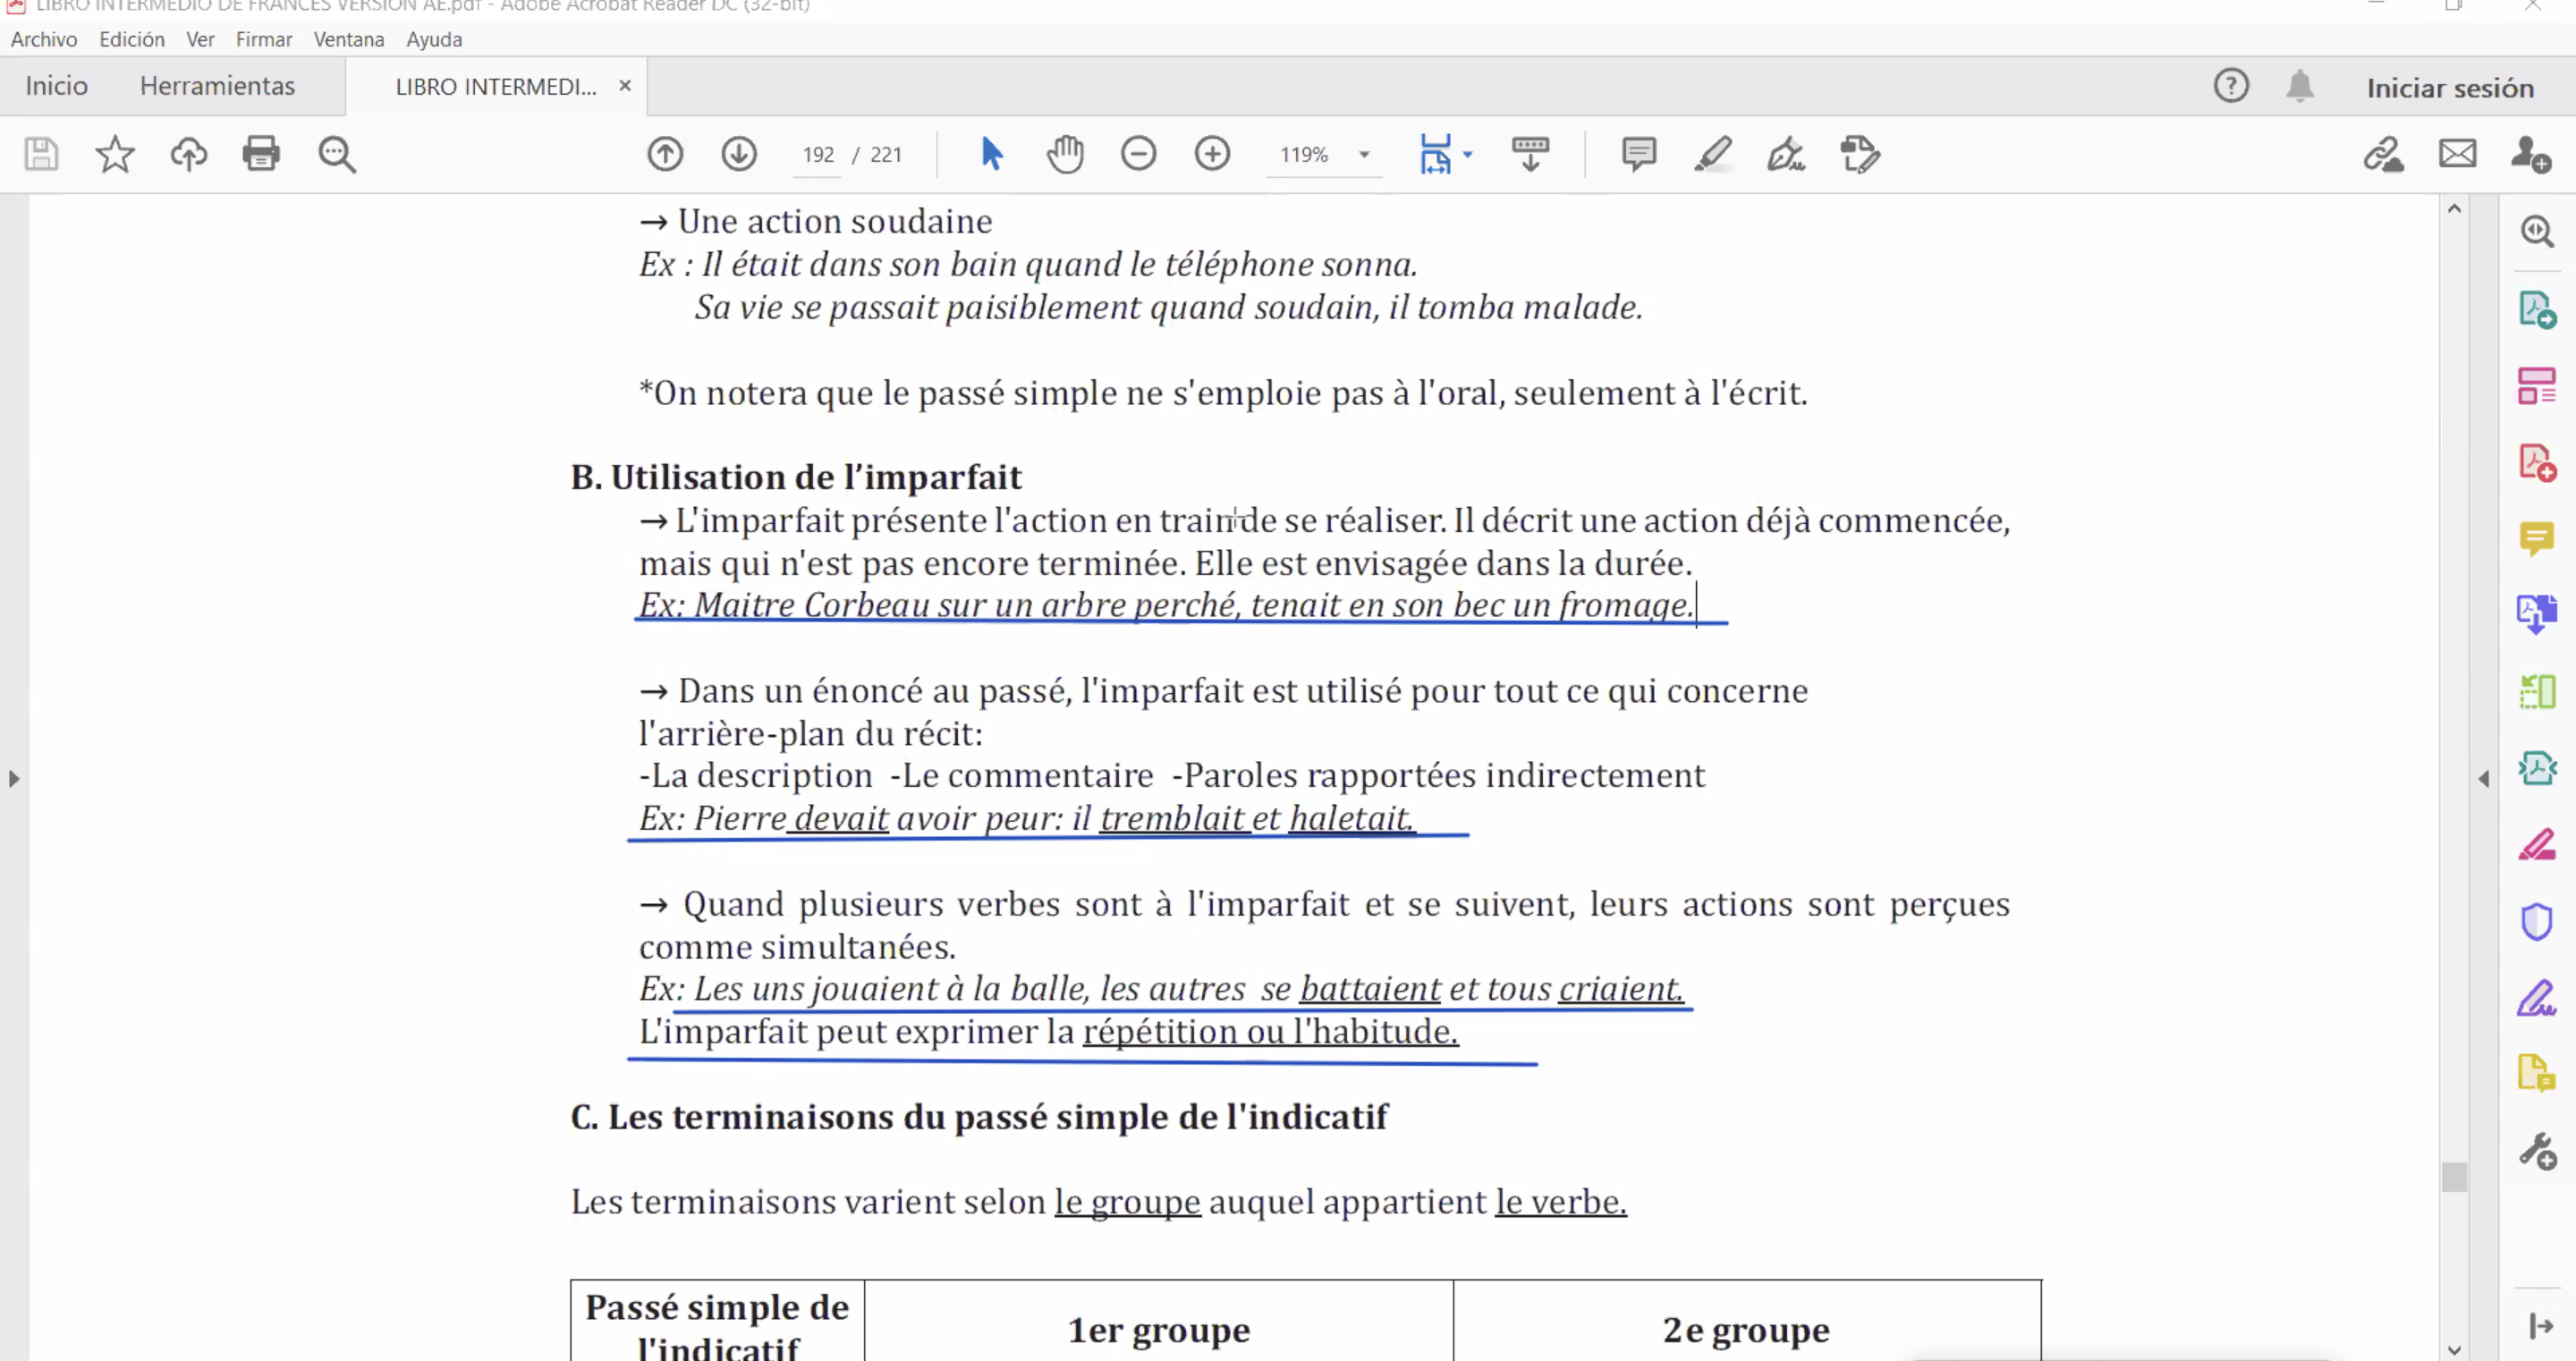 LIBRO INTERMEDIO DE FRANCES VERSION AE.pdf - Adobe Acrobat Reader DC (32-bit)
Archivo Edición Ver Firmar Ventana Ayuda
Inicio Herramientas LIBRO INTERMEDI... × Iniciar sesión
192 / 221 119%
→ Une action soudaine
Ex : Il était dans son bain quand le téléphone sonna.
Sa vie se passait paisiblement quand soudain, il tomba malade.
*On notera que le passé simple ne s'emploie pas à l'oral, seulement à l'écrit.
B. Utilisation de l’imparfait
→ L'imparfait présente l'action en train de se réaliser. Il décrit une action déjà commencée,
mais qui n'est pas encore terminée. Elle est envisagée dans la durée.
Ex: Maitre Corbeau sur un arbre perché, tenait en son bec un fromage.
→ Dans un énoncé au passé, l'imparfait est utilisé pour tout ce qui concerne
l'arrière-plan du récit:
-La description -Le commentaire -Paroles rapportées indirectement
Ex: Pierre devait avoir peur: il tremblait et haletait.
→ Quand plusieurs verbes sont à l'imparfait et se suivent, leurs actions sont perçues
comme simultanées.
Ex: Les uns jouaient à la balle, les autres se battaient et tous criaient.
L'imparfait peut exprimer la répétition ou l'habitude.
C. Les terminaisons du passé simple de l'indicatif
Les terminaisons varient selon le groupe auquel appartient le verbe.
Passé simple de 1er groupe 2e groupe
l'indicatif